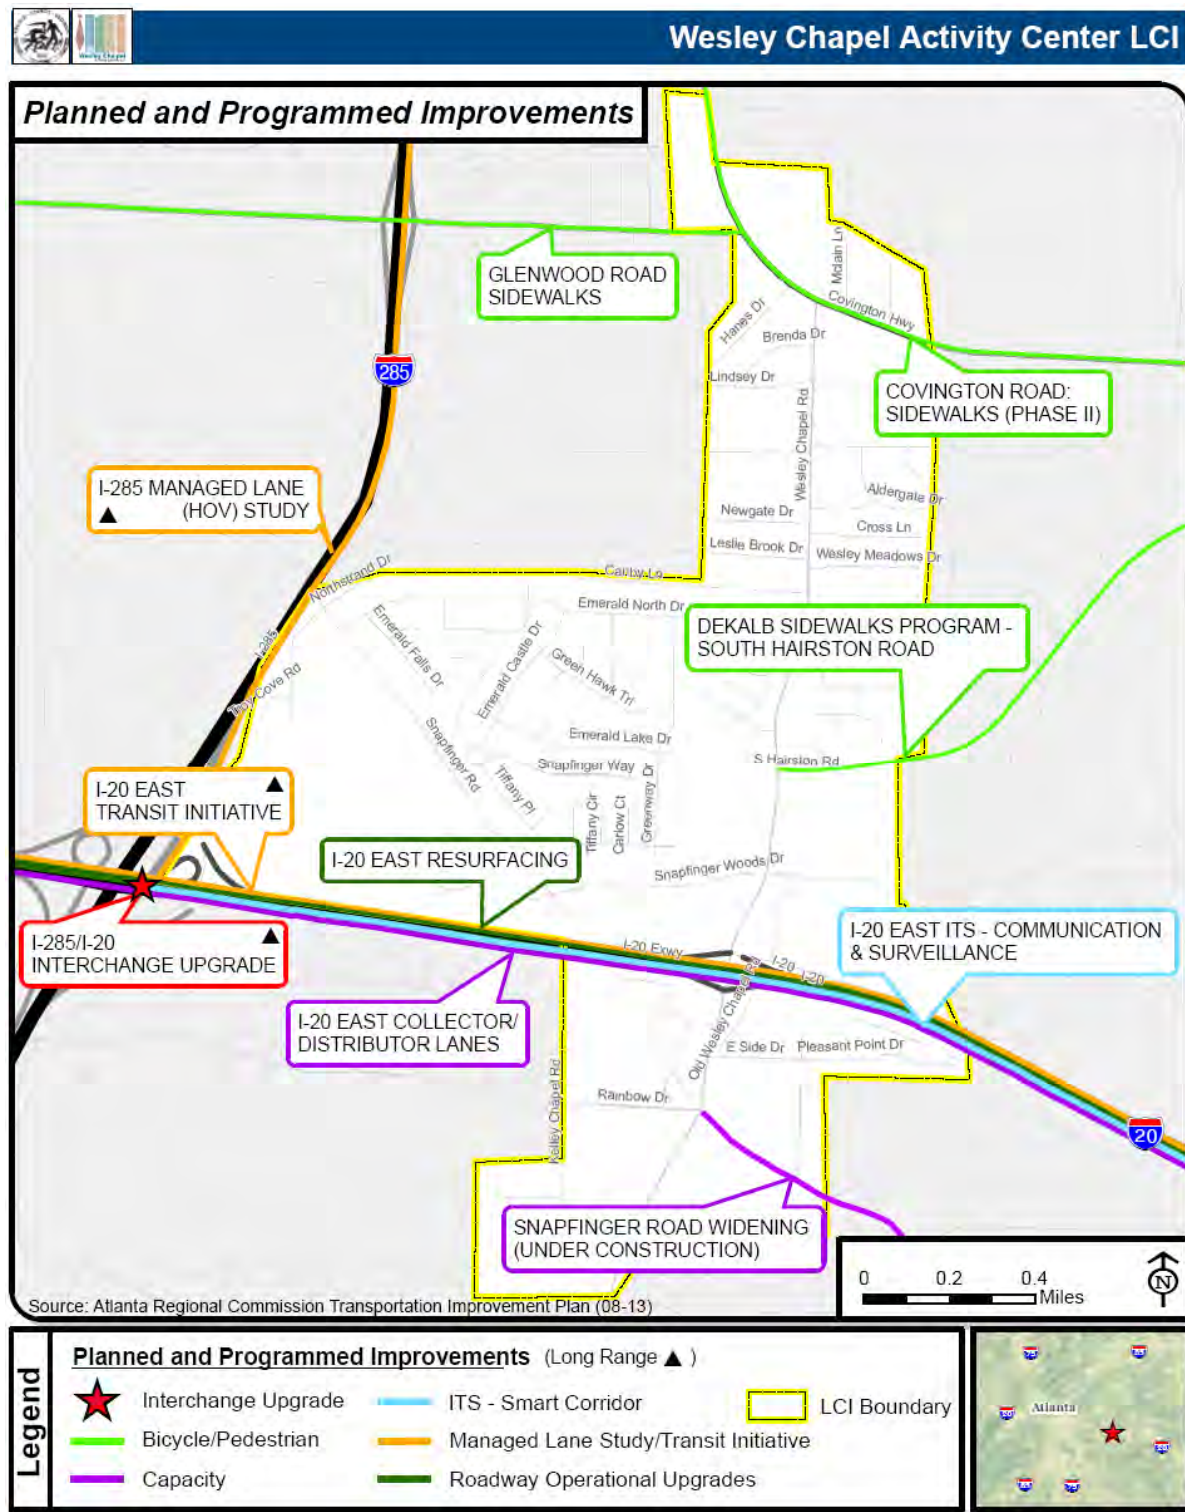 Wesley Chapel Activity Center LCI
Wesley Chapel
Planned and Programmed Improvements
GLENWOOD ROAD
SIDEWALKS
Mclain Ln
Covington Hwy
Hanes Dr
Brenda Dr
285
Lindsey Dr
COVINGTON ROAD:
SIDEWALKS (PHASE II)
Wesley Chapel Rd
I-285 MANAGED LANE
(HOV) STUDY
Aldergate Dr
Newgate Dr
Cross Ln
Leslie Brook Dr
Wesley Meadows Dr
Northstrand Dr
Canby Ln
Emerald North Dr
Emerald Falls Dr
Emerald Castle Dr
DEKALB SIDEWALKS PROGRAM -
SOUTH HAIRSTON ROAD
I-285
Green Hawk Trl
Troy Cove Rd
Emerald Lake Dr
Snapfinger Rd
Snapfinger Way
S Hairston Rd
Tiffany Pl
Tiffany Cir
Carlow Ct
Greenway Dr
I-20 EAST
TRANSIT INITIATIVE
I-20 EAST RESURFACING
Snapfinger Woods Dr
I-285/I-20
INTERCHANGE UPGRADE
I-20 Exwy
I-20
I-20
I-20 EAST ITS - COMMUNICATION
& SURVEILLANCE
I-20 EAST COLLECTOR/
DISTRIBUTOR LANES
Old Wesley Chapel Rd
E Side Dr
Pleasant Point Dr
Kelley Chapel Rd
Rainbow Dr
20
SNAPFINGER ROAD WIDENING
(UNDER CONSTRUCTION)
0 0.2 0.4
Miles
N
Source: Atlanta Regional Commission Transportation Improvement Plan (08-13)
Legend
Planned and Programmed Improvements (Long Range ▲ )
Interchange Upgrade
ITS - Smart Corridor
LCI Boundary
Bicycle/Pedestrian
Managed Lane Study/Transit Initiative
Capacity
Roadway Operational Upgrades
Atlanta